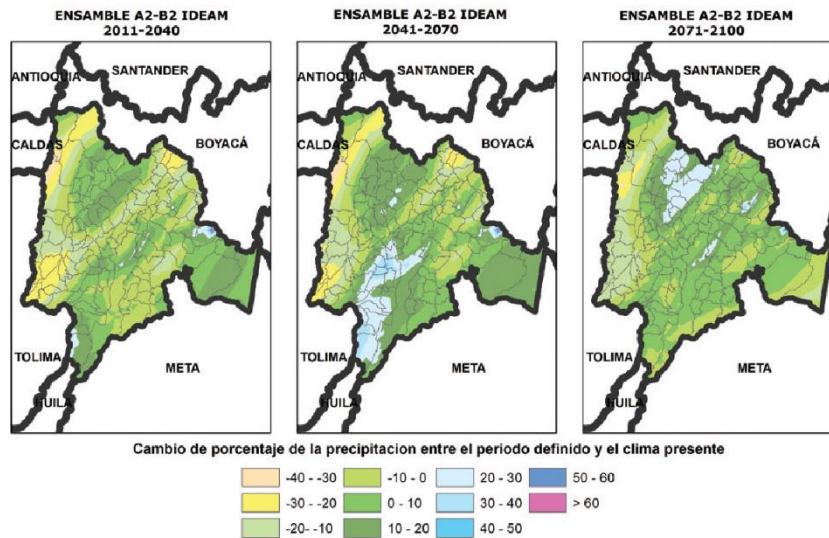 ENSAMBLE A2-B2 IDEAM
2011-2040
ANTIOQUIA
SANTANDER
CALDAS
BOYACÁ
TOLIMA
META
HUILA
ENSAMBLE A2-B2 IDEAM
2041-2070
ANTIOQUIA
SANTANDER
CALDAS
BOYACÁ
TOLIMA
META
HUILA
ENSAMBLE A2-B2 IDEAM
2071-2100
ANTIOQUIA
SANTANDER
CALDAS
BOYACÁ
TOLIMA
META
HUILA
Cambio de porcentaje de la precipitacion entre el periodo definido y el clima presente
-40 - -30
-10 - 0
20 - 30
50 - 60
-30 - -20
0 - 10
30 - 40
> 60
-20- -10
10 - 20
40 - 50